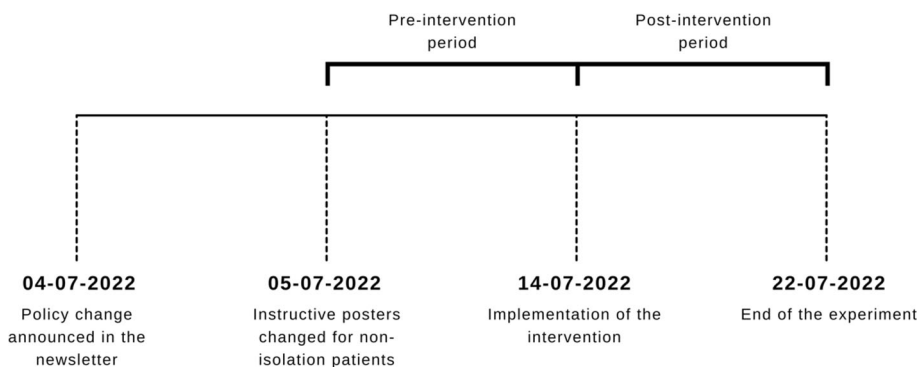 Pre-intervention
period
Post-intervention
period
04-07-2022
Policy change
announced in the
newsletter
05-07-2022
Instructive posters
changed for non-
isolation patients
14-07-2022
Implementation of the
intervention
22-07-2022
End of the experiment